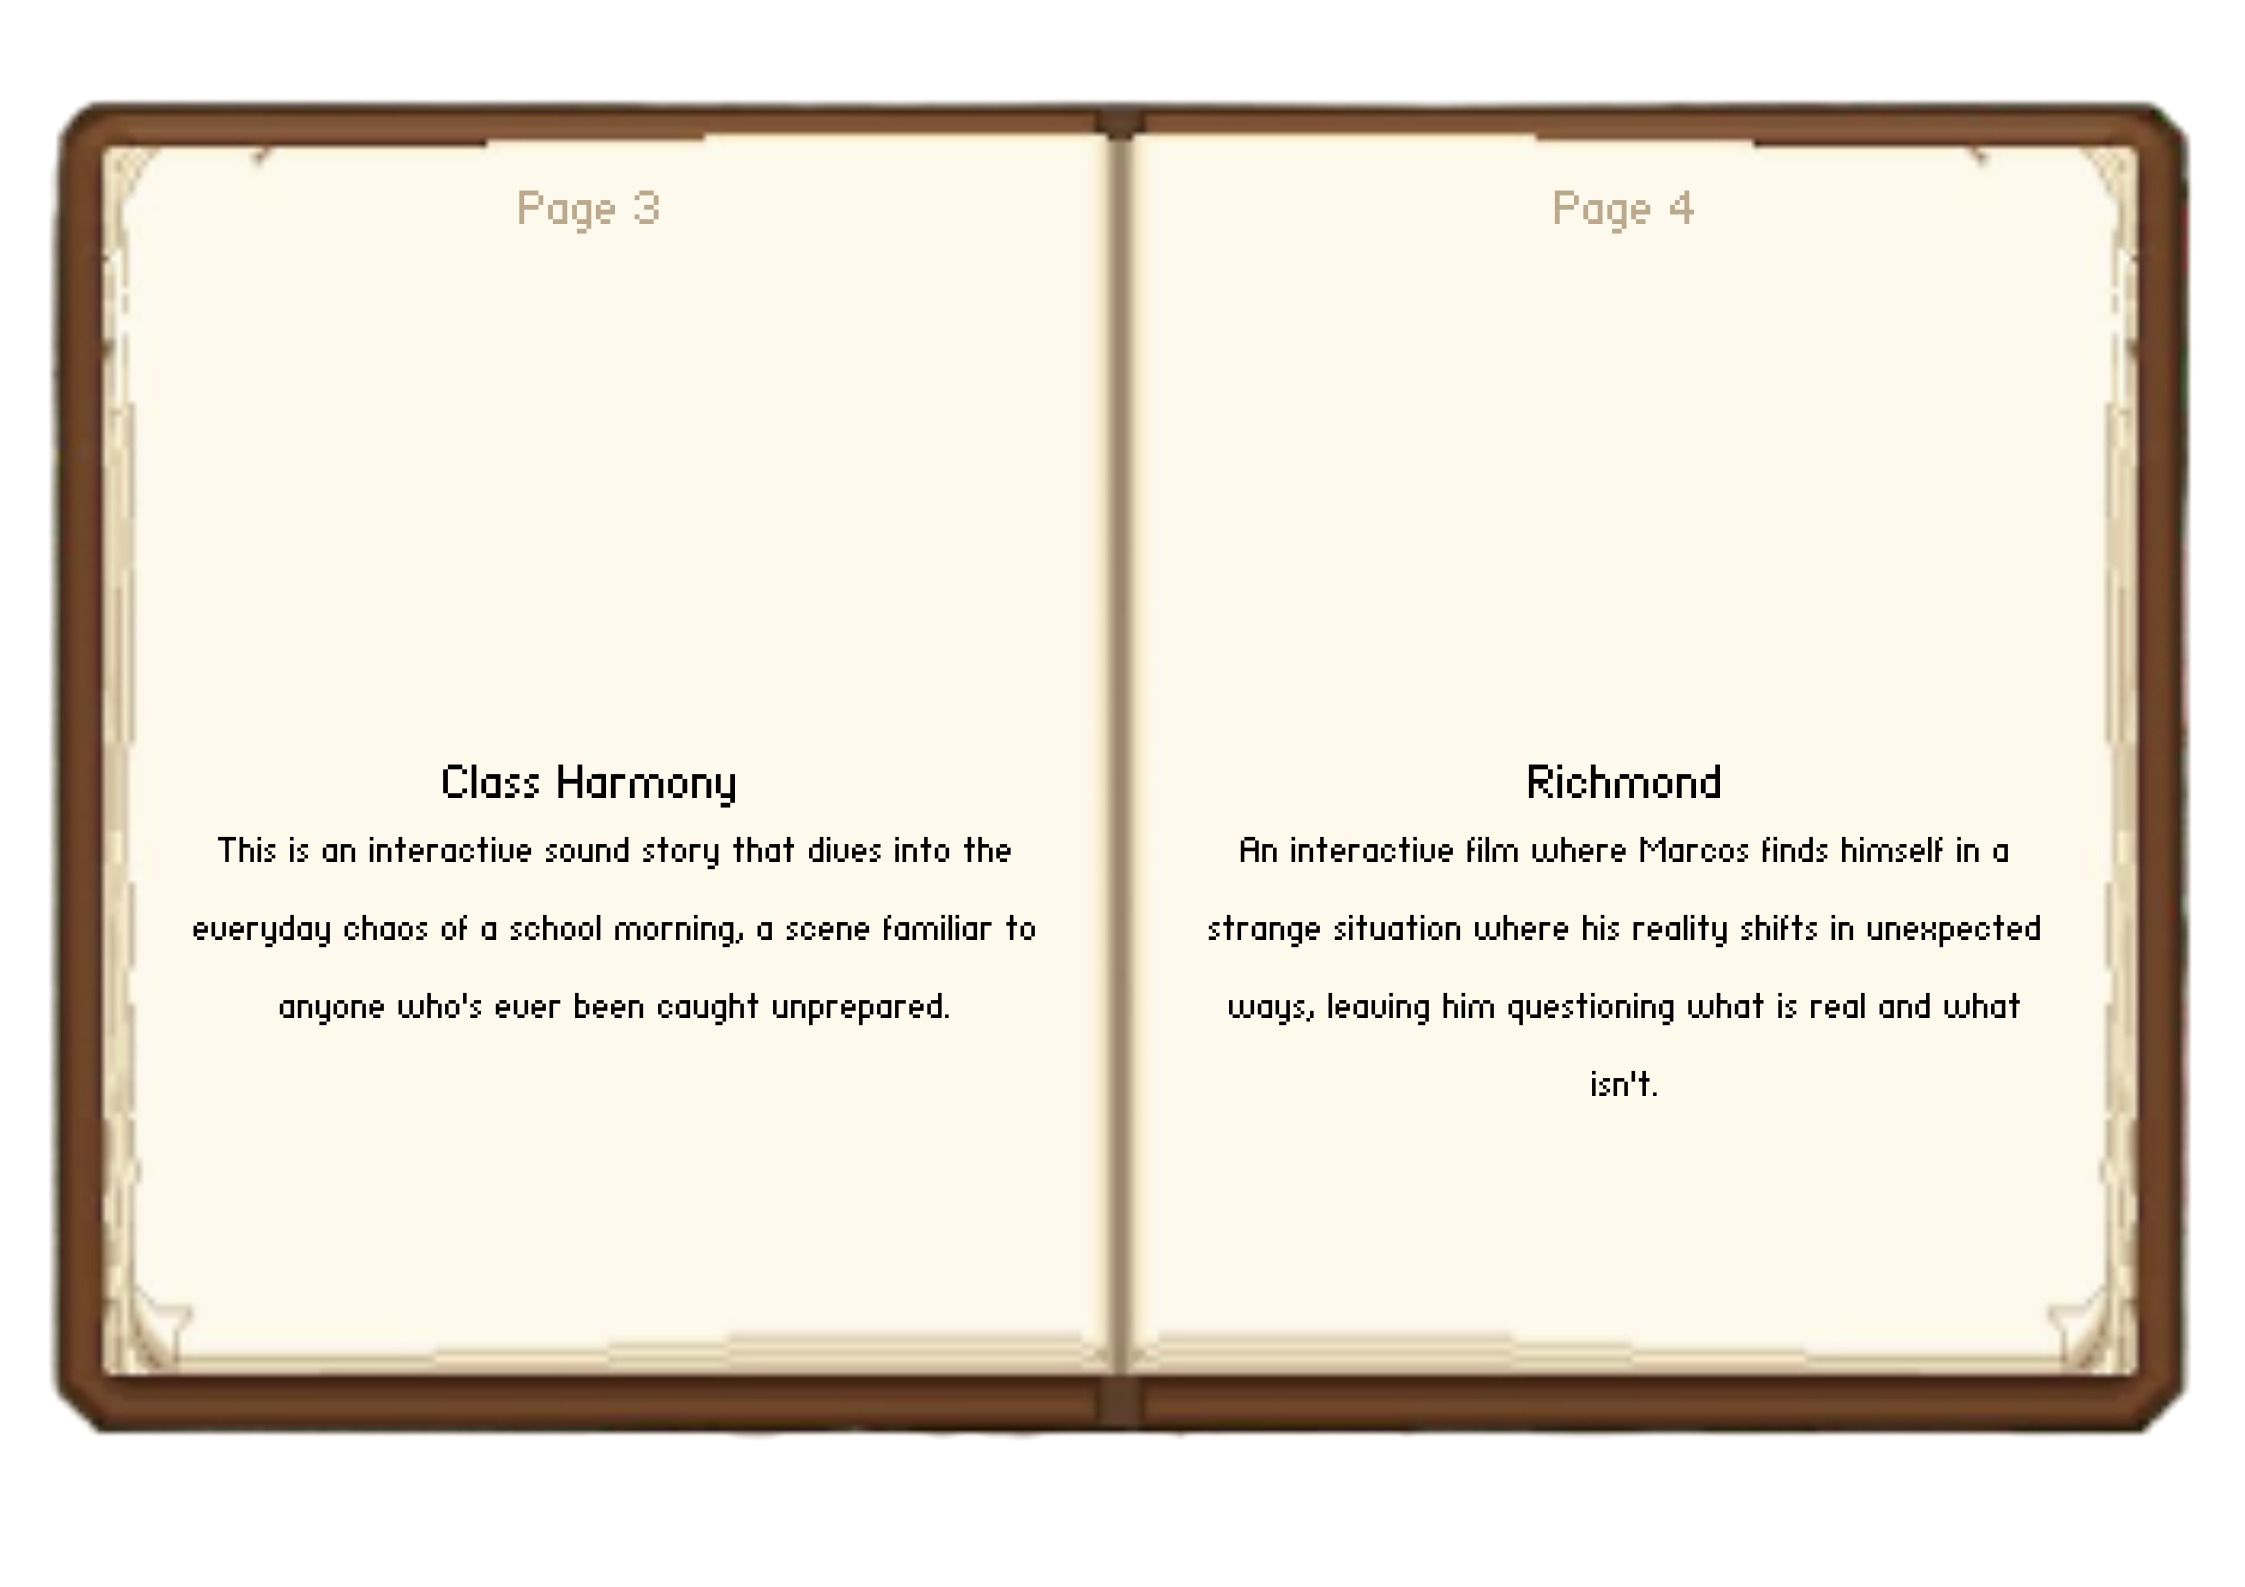 Page 3
Class Harmony
This is an interactive sound story that dives into the
everyday chaos of a school morning, a scene familiar to
anyone who's ever been caught unprepared.
Page 4
Richmond
An interactive film where Marcos finds himself in a
strange situation where his reality shifts in unexpected
ways, leaving him questioning what is real and what
isn't.